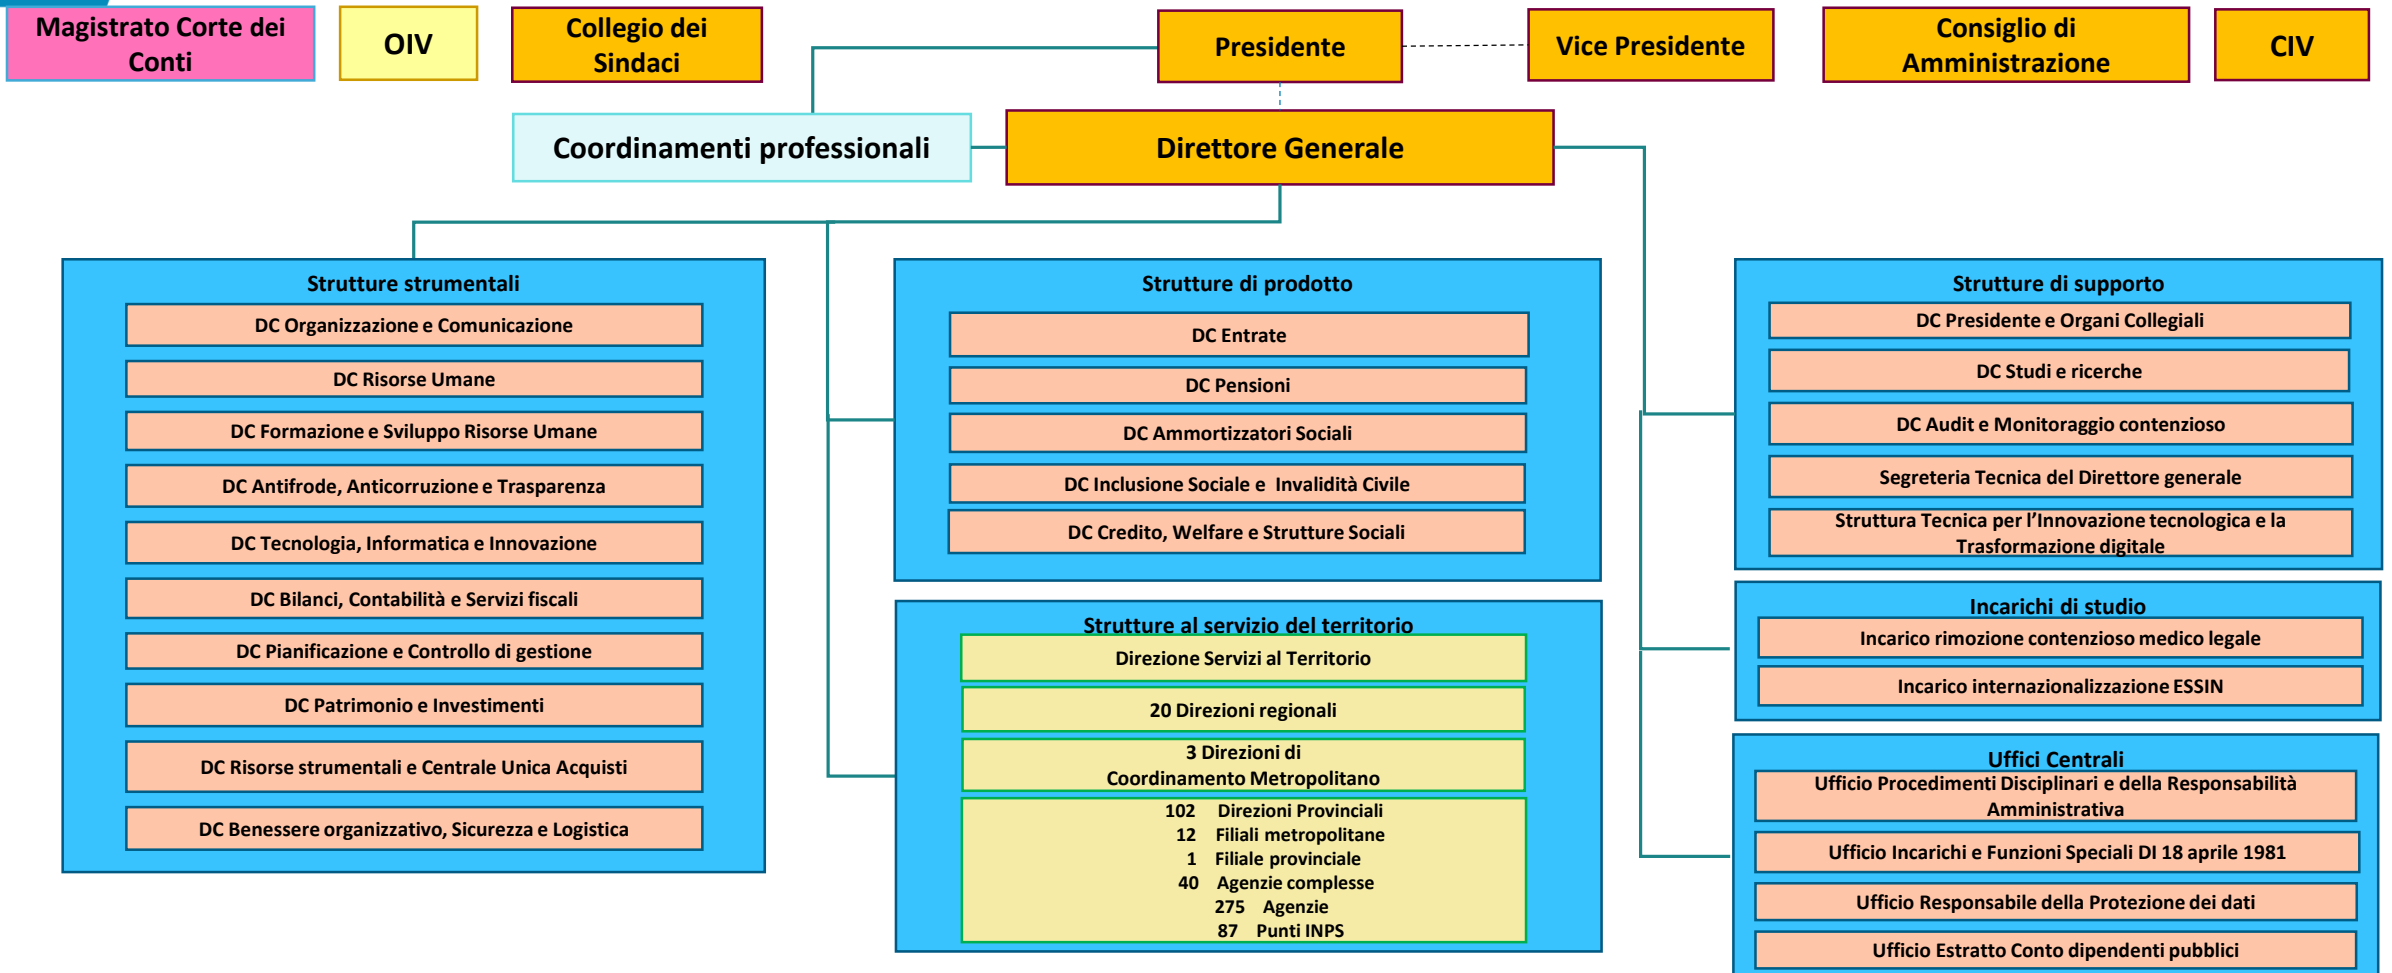 Magistrato Corte dei
Conti
OIV
Collegio dei
Sindaci
Presidente
Vice Presidente
Consiglio di
Amministrazione
CIV
Coordinamenti professionali
Direttore Generale
Strutture strumentali
DC Organizzazione e Comunicazione
DC Risorse Umane
DC Formazione e Sviluppo Risorse Umane
DC Antifrode, Anticorruzione e Trasparenza
DC Tecnologia, Informatica e Innovazione
DC Bilanci, Contabilità e Servizi fiscali
DC Pianificazione e Controllo di gestione
DC Patrimonio e Investimenti
DC Risorse strumentali e Centrale Unica Acquisti
DC Benessere organizzativo, Sicurezza e Logistica
Strutture di prodotto
DC Entrate
DC Pensioni
DC Ammortizzatori Sociali
DC Inclusione Sociale e Invalidità Civile
DC Credito, Welfare e Strutture Sociali
Strutture al servizio del territorio
Direzione Servizi al Territorio
20 Direzioni regionali
3 Direzioni di
Coordinamento Metropolitano
102 Direzioni Provinciali
12 Filiali metropolitane
1 Filiale provinciale
40 Agenzie complesse
275 Agenzie
87 Punti INPS
Strutture di supporto
DC Presidente e Organi Collegiali
DC Studi e ricerche
DC Audit e Monitoraggio contenzioso
Segreteria Tecnica del Direttore generale
Struttura Tecnica per l'Innovazione tecnologica e la
Trasformazione digitale
Incarichi di studio
Incarico rimozione contenzioso medico legale
Incarico internazionalizzazione ESSIN
Uffici Centrali
Ufficio Procedimenti Disciplinari e della Responsabilità
Amministrativa
Ufficio Incarichi e Funzioni Speciali DI 18 aprile 1981
Ufficio Responsabile della Protezione dei dati
Ufficio Estratto Conto dipendenti pubblici